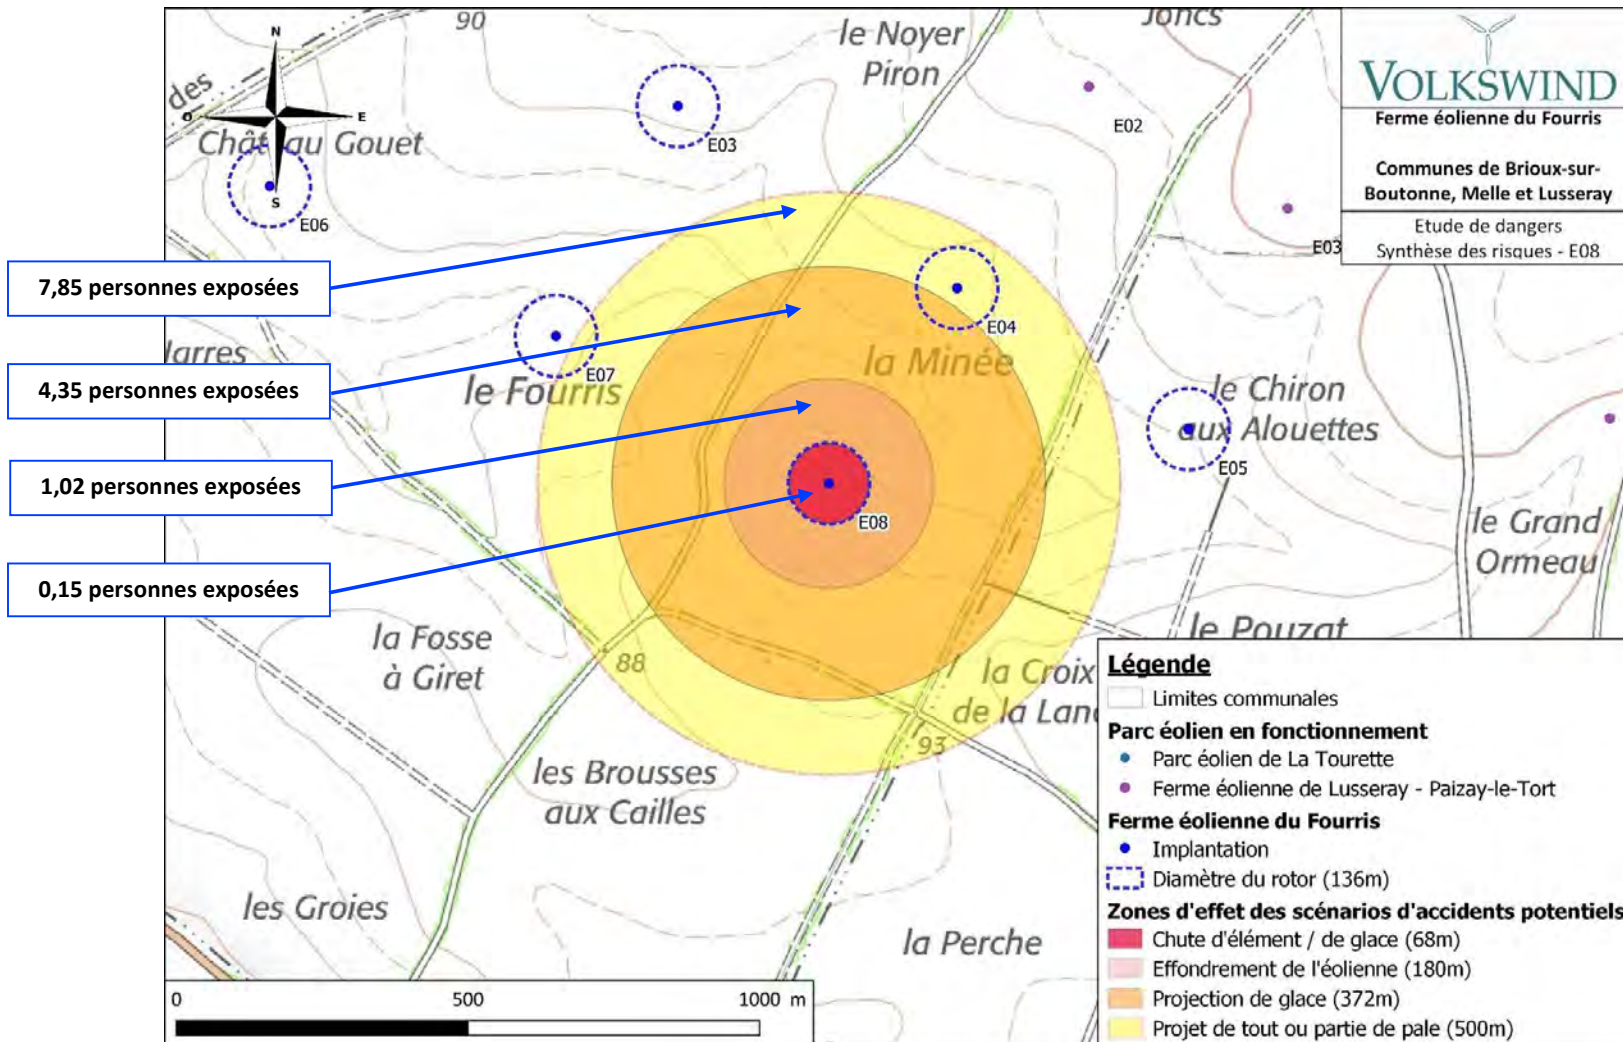 90
le Noyer
Piron
Joncs
des
N
O
E
S
Château Gouet
E06
E03
E02
E03
VOLKSWIND
Ferme éolienne du Fourris
Communes de Brioux-sur-
Boutonne, Melle et Lusseray
Etude de dangers
Synthèse des risques - E08
7,85 personnes exposées
4,35 personnes exposées
1,02 personnes exposées
0,15 personnes exposées
E04
la Minée
E07
le Fourris
Jarres
le Chiron
aux Alouettes
E05
E08
le Grand
Ormeau
le Pouzat
la Fosse
à Giret
88
la Croix
de la Lan
93
les Brousses
aux Cailles
les Groies
la Perche
0 500 1000 m
Légende
Limites communales
Parc éolien en fonctionnement
Parc éolien de La Tourette
Ferme éolienne de Lusseray - Paizay-le-Tort
Ferme éolienne du Fourris
Implantation
Diamètre du rotor (136m)
Zones d'effet des scénarios d'accidents potentiels
Chute d'élément / de glace (68m)
Effondrement de l'éolienne (180m)
Projection de glace (372m)
Projet de tout ou partie de pale (500m)